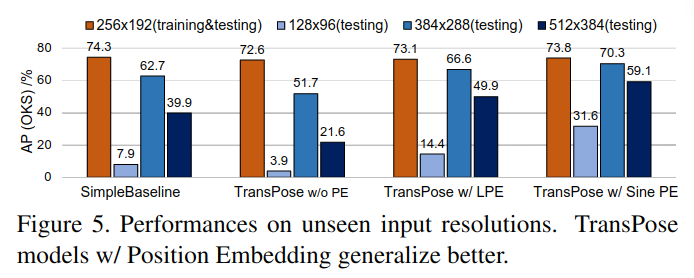 256x192(training&testing) 128x96(testing) 384x288(testing) 512x384(testing)
AP (OKS) /%
80
60
40
20
0
74.3 7.9 62.7 39.9
72.6 3.9 51.7 21.6
73.1 14.4 66.6 49.9
73.8 31.6 70.3 59.1
SimpleBaseline TransPose w/o PE TransPose w/ LPE TransPose w/ Sine PE
Figure 5. Performances on unseen input resolutions. TransPose
models w/ Position Embedding generalize better.